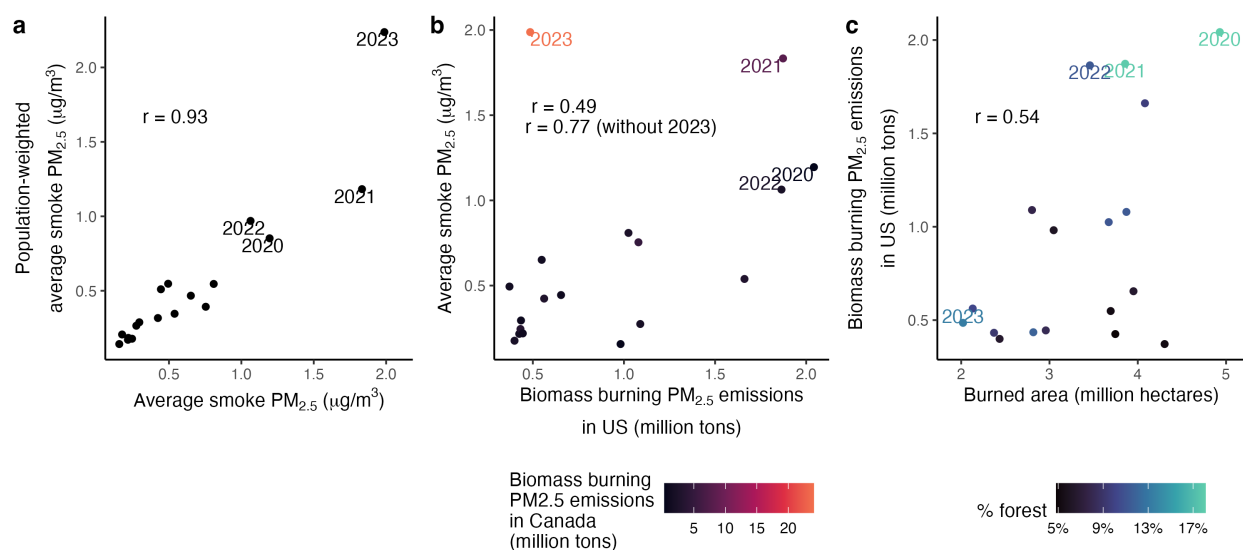 a
2023
2021
2022
2020
r = 0.93
Population-weighted
average smoke PM2.5 (μg/m3)
2.0
1.5
1.0
0.5
0.5
1.0
1.5
2.0
Average smoke PM2.5 (μg/m3)
b
2023
2021
2020
2022
r = 0.49
r = 0.77 (without 2023)
Average smoke PM2.5 (μg/m3)
2.0
1.5
1.0
0.5
0.5
1.0
1.5
2.0
Biomass burning PM2.5 emissions
in US (million tons)
Biomass burning
PM2.5 emissions
in Canada
(million tons)
5 10 15 20
c
2020
2022
2021
2023
r = 0.54
Biomass burning PM2.5 emissions
in US (million tons)
2.0
1.5
1.0
0.5
2
3
4
5
Burned area (million hectares)
% forest
5% 9% 13% 17%